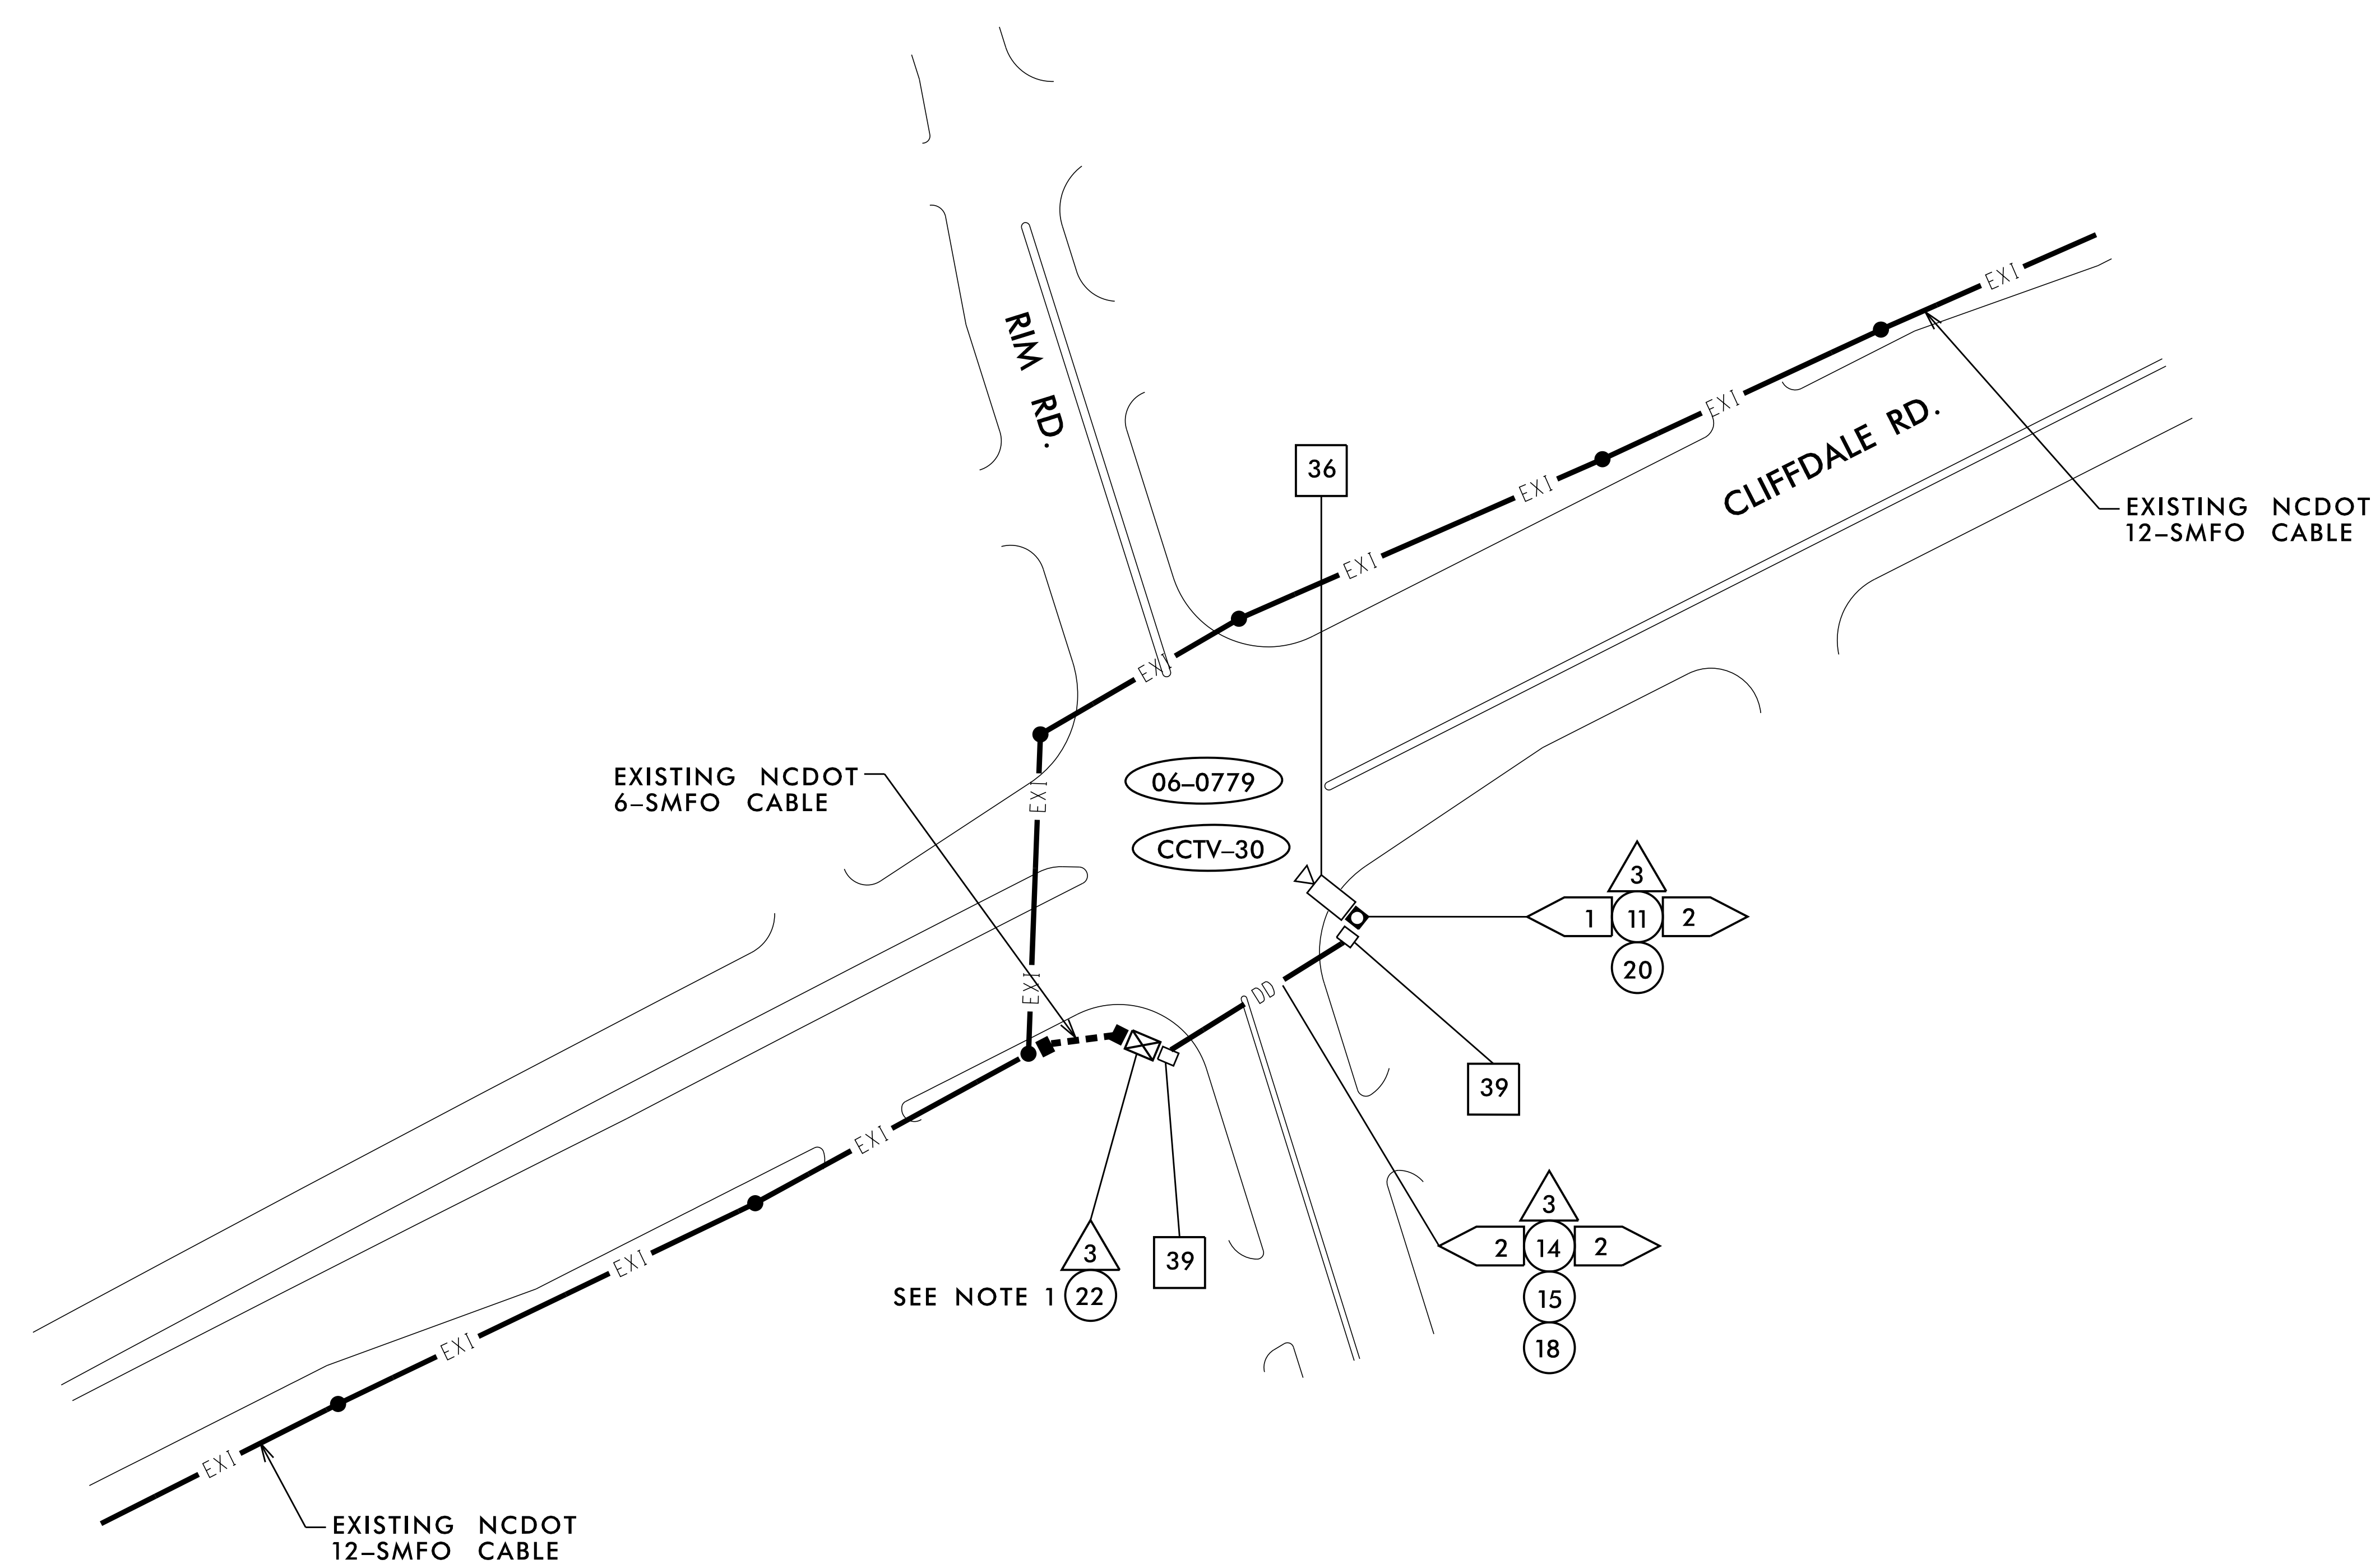 RIM RD.
EXI
CLIFFDALE RD.
EXI
36
EXI
EXISTING NCDOT
12–SMFO CABLE
EXI
EXI
EXISTING NCDOT
6–SMFO CABLE
06–0779
EXI
CCTV–30
3
1 11 2
20
EXI
DD
39
EXI
3
2 14 2
15
18
3
39
SEE NOTE 1 22
EXI
EXI
EXI
EXISTING NCDOT
12–SMFO CABLE